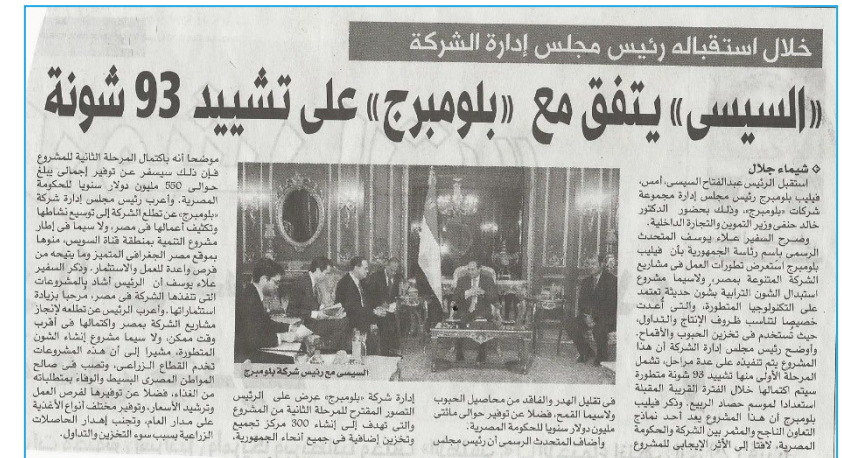 خلال استقباله رئيس مجلس إدارة الشركة
«السيسى» يتفق مع «بلومبرج» على تشييد 93 شونة
◊ شيماء جلال
استقبل الرئيس عبدالفتاح السيسى، أمس،
فيليب بلومبرج رئيس مجلس إدارة مجموعة
شركات «بلومبرج»، وذلك بحضور الدكتور
خالد حنفى وزير التموين والتجارة الداخلية.
وصرح السفير علاء يوسف المتحدث
الرسمى باسم رئاسة الجمهورية بأن فيليب
بلومبرج استعرض تطورات العمل فى مشاريع
الشركة المتنوعة بمصر، ولاسيما مشروع
استبدال الشون الترابية بشون حديثة تعتمد
على التكنولوجيا المتطورة، والتى أُعدت
خصيصا لتناسب ظروف الإنتاج والتداول،
حيث تُستخدم فى تخزين الحبوب والأقماح.
وأوضح رئيس مجلس إدارة الشركة أن هذا
المشروع يتم تنفيذه على عدة مراحل، تشمل
المرحلة الأولى منها تشييد 93 شونة متطورة
سيتم اكتمالها خلال الفترة القريبة المقبلة
استعدادا لموسم حصاد الربيع. وذكر فيليب
بلومبرج أن هذا المشروع يعد أحد نماذج
التعاون الناجح والمثمر بين الشركة والحكومة
المصرية، لافتا إلى الأثر الإيجابى للمشروع
السيسى مع رئيس شركة بلومبرج
فى تقليل الهدر والفاقد من محاصيل الحبوب
ولاسيما القمح، فضلا عن توفير حوالى مائتى
مليون دولار سنويا للحكومة المصرية.
وأضاف المتحدث الرسمى أن رئيس مجلس
إدارة شركة «بلومبرج»، عرض على الرئيس
التصور المقترح للمرحلة الثانية من المشروع
والتى تهدف إلى إنشاء 300 مركز تجميع
وتخزين إضافية فى جميع أنحاء الجمهورية.
موضحا أنه باكتمال المرحلة الثانية للمشروع
فإن ذلك سيسفر عن توفير إجمالى يبلغ
حوالى 550 مليون دولار سنويا للحكومة
المصرية. وأعرب رئيس مجلس إدارة شركة
«بلومبرج» عن تطلع الشركة إلى توسيع نشاطها
وتكثيف أعمالها فى مصر، ولا سيما فى إطار
مشروع التنمية بمنطقة قناة السويس، منوها
بموقع مصر الجغرافى المتميز وما يتيحه من
فرص واعدة للعمل والاستثمار. وذكر السفير
علاء يوسف أن الرئيس أشاد بالمشروعات
التى تنفذها الشركة فى مصر، مرحبا بزيادة
استثماراتها. وأعرب الرئيس عن تطلعه لإنجاز
مشاريع الشركة بمصر واكتمالها فى أقرب
وقت ممكن، ولا سيما مشروع إنشاء الشون
المتطورة، مشيرا إلى أن هذه المشروعات
تخدم القطاع الزراعى، وتصب فى صالح
المواطن المصرى البسيط والوفاء بمتطلباته
من الغذاء، فضلا عن توفيرها لفرص العمل
وترشيد الأسعار، وتوفير مختلف أنواع الأغذية
على مدار العام، وتجنب إهدار الحاصلات
الزراعية بسبب سوء التخزين والتداول.